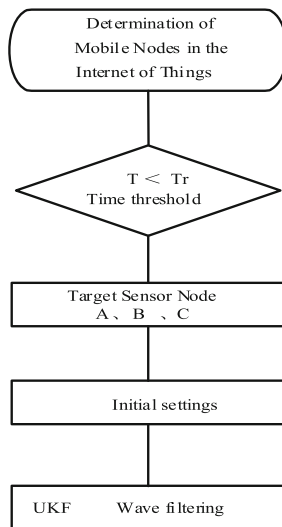 Determination of
Mobile Nodes in the
Internet of Things
T < Tr
Time threshold
Target Sensor Node
A、B 、C
Initial settings
UKF Wave filtering